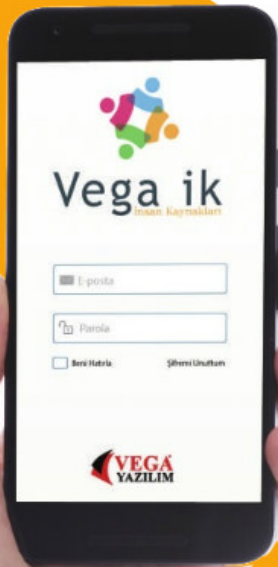 Vega ik
İnsan Kaynakları
E-posta
Parola
Beni Hatırla
Şifremi Unuttum
VEGA
YAZILIM